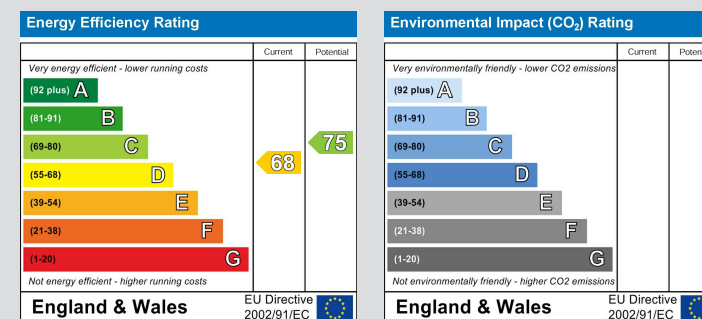 Energy Efficiency Rating
Current Potential
Very energy efficient - lower running costs
(92 plus) A
(81-91) B
(69-80) C
75
(55-68) D
68
(39-54) E
(21-38) F
(1-20) G
Not energy efficient - higher running costs
England & Wales
EU Directive
2002/91/EC
Environmental Impact (CO₂) Rating
Current Poten
Very environmentally friendly - lower CO2 emissions
(92 plus) A
(81-91) B
(69-80) C
(55-68) D
(39-54) E
(21-38) F
(1-20) G
Not environmentally friendly - higher CO2 emissions
England & Wales
EU Directive
2002/91/EC